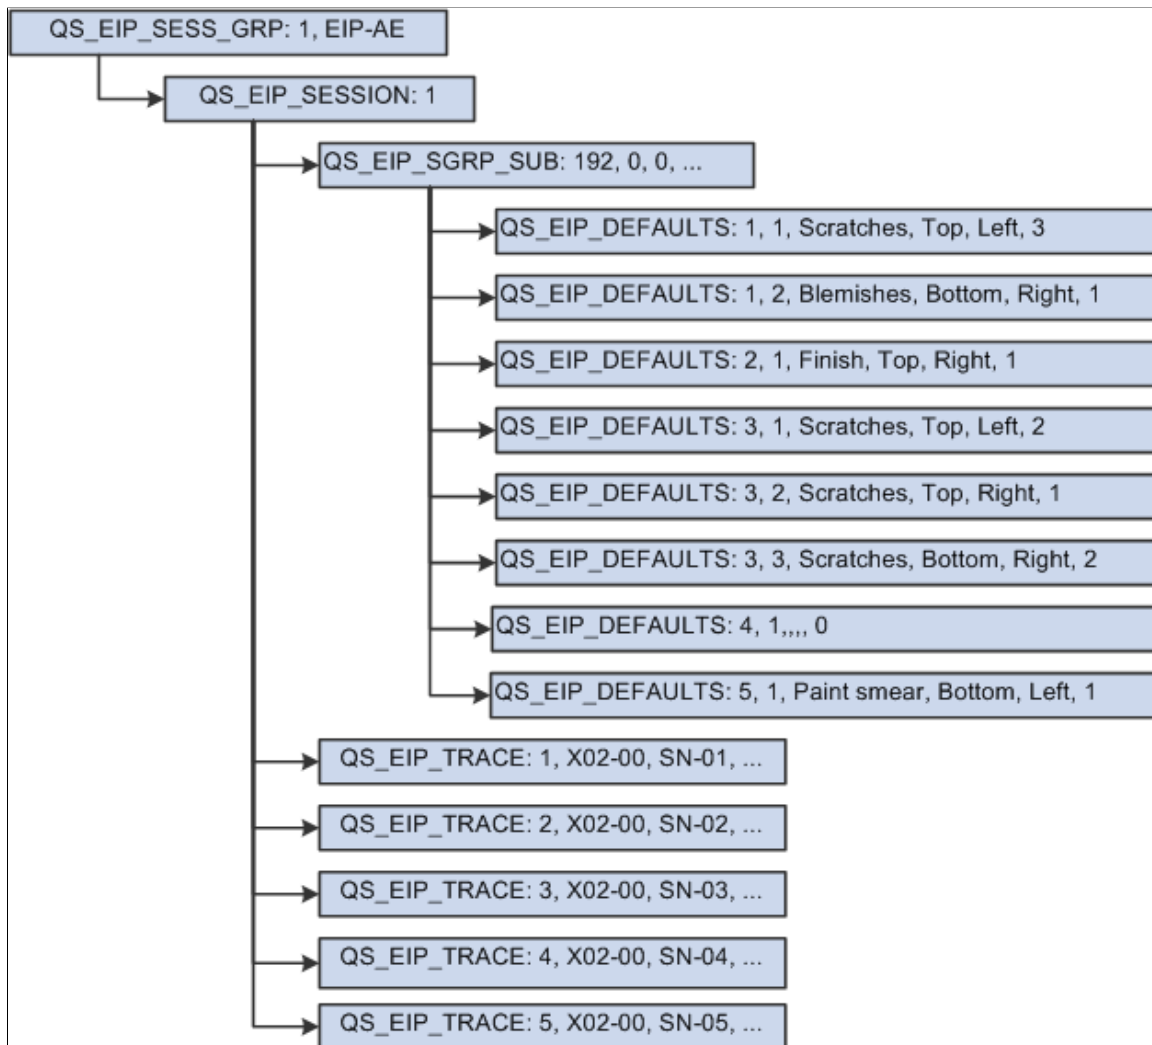 QS_EIP_SESS_GRP: 1, EIP-AE
QS_EIP_SESSION: 1
QS_EIP_SGRP_SUB: 192, 0, 0, ...
QS_EIP_DEFAULTS: 1, 1, Scratches, Top, Left, 3
QS_EIP_DEFAULTS: 1, 2, Blemishes, Bottom, Right, 1
QS_EIP_DEFAULTS: 2, 1, Finish, Top, Right, 1
QS_EIP_DEFAULTS: 3, 1, Scratches, Top, Left, 2
QS_EIP_DEFAULTS: 3, 2, Scratches, Top, Right, 1
QS_EIP_DEFAULTS: 3, 3, Scratches, Bottom, Right, 2
QS_EIP_DEFAULTS: 4, 1,,,, 0
QS_EIP_DEFAULTS: 5, 1, Paint smear, Bottom, Left, 1
QS_EIP_TRACE: 1, X02-00, SN-01, ...
QS_EIP_TRACE: 2, X02-00, SN-02, ...
QS_EIP_TRACE: 3, X02-00, SN-03, ...
QS_EIP_TRACE: 4, X02-00, SN-04, ...
QS_EIP_TRACE: 5, X02-00, SN-05, ...